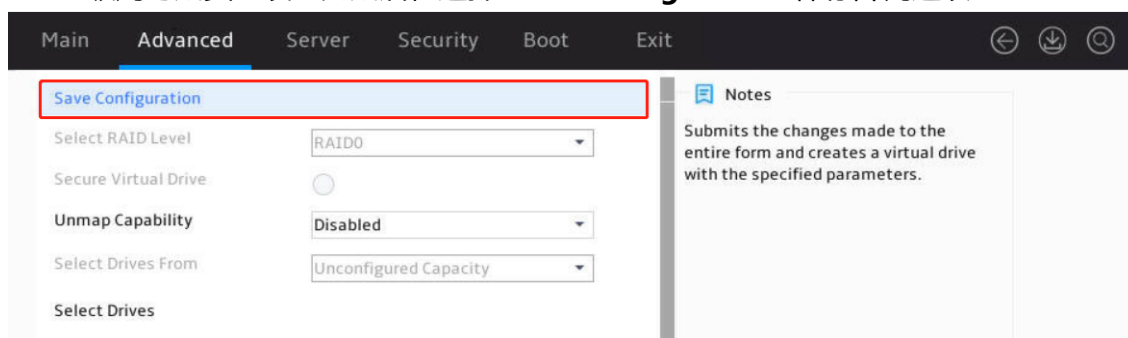 Main Advanced Server Security Boot Exit
Save Configuration
Select RAID Level RAID0
Secure Virtual Drive
Unmap Capability Disabled
Select Drives From Unconfigured Capacity
Select Drives
Notes
Submits the changes made to the
entire form and creates a virtual drive
with the specified parameters.